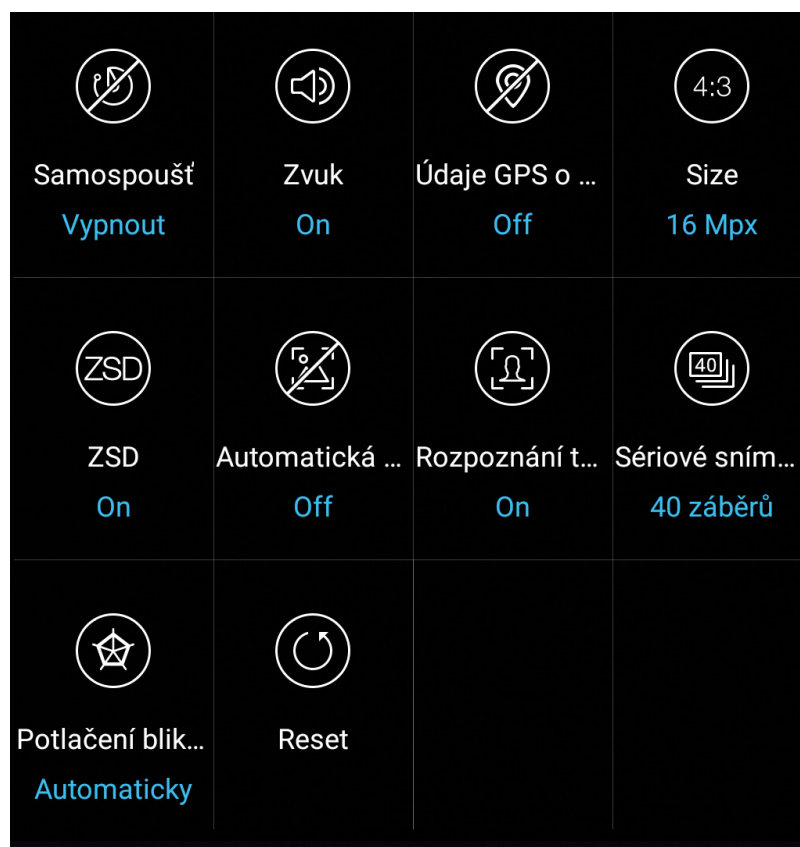 4:3
Samospoušť
Zvuk
Údaje GPS o ...
Size
Vypnout
On
Off
16 Mpx
ZSD
40
ZSD
Automatická ...
Rozpoznání t...
Sériové sním...
On
Off
On
40 záběrů
Potlačení blik...
Reset
Automaticky